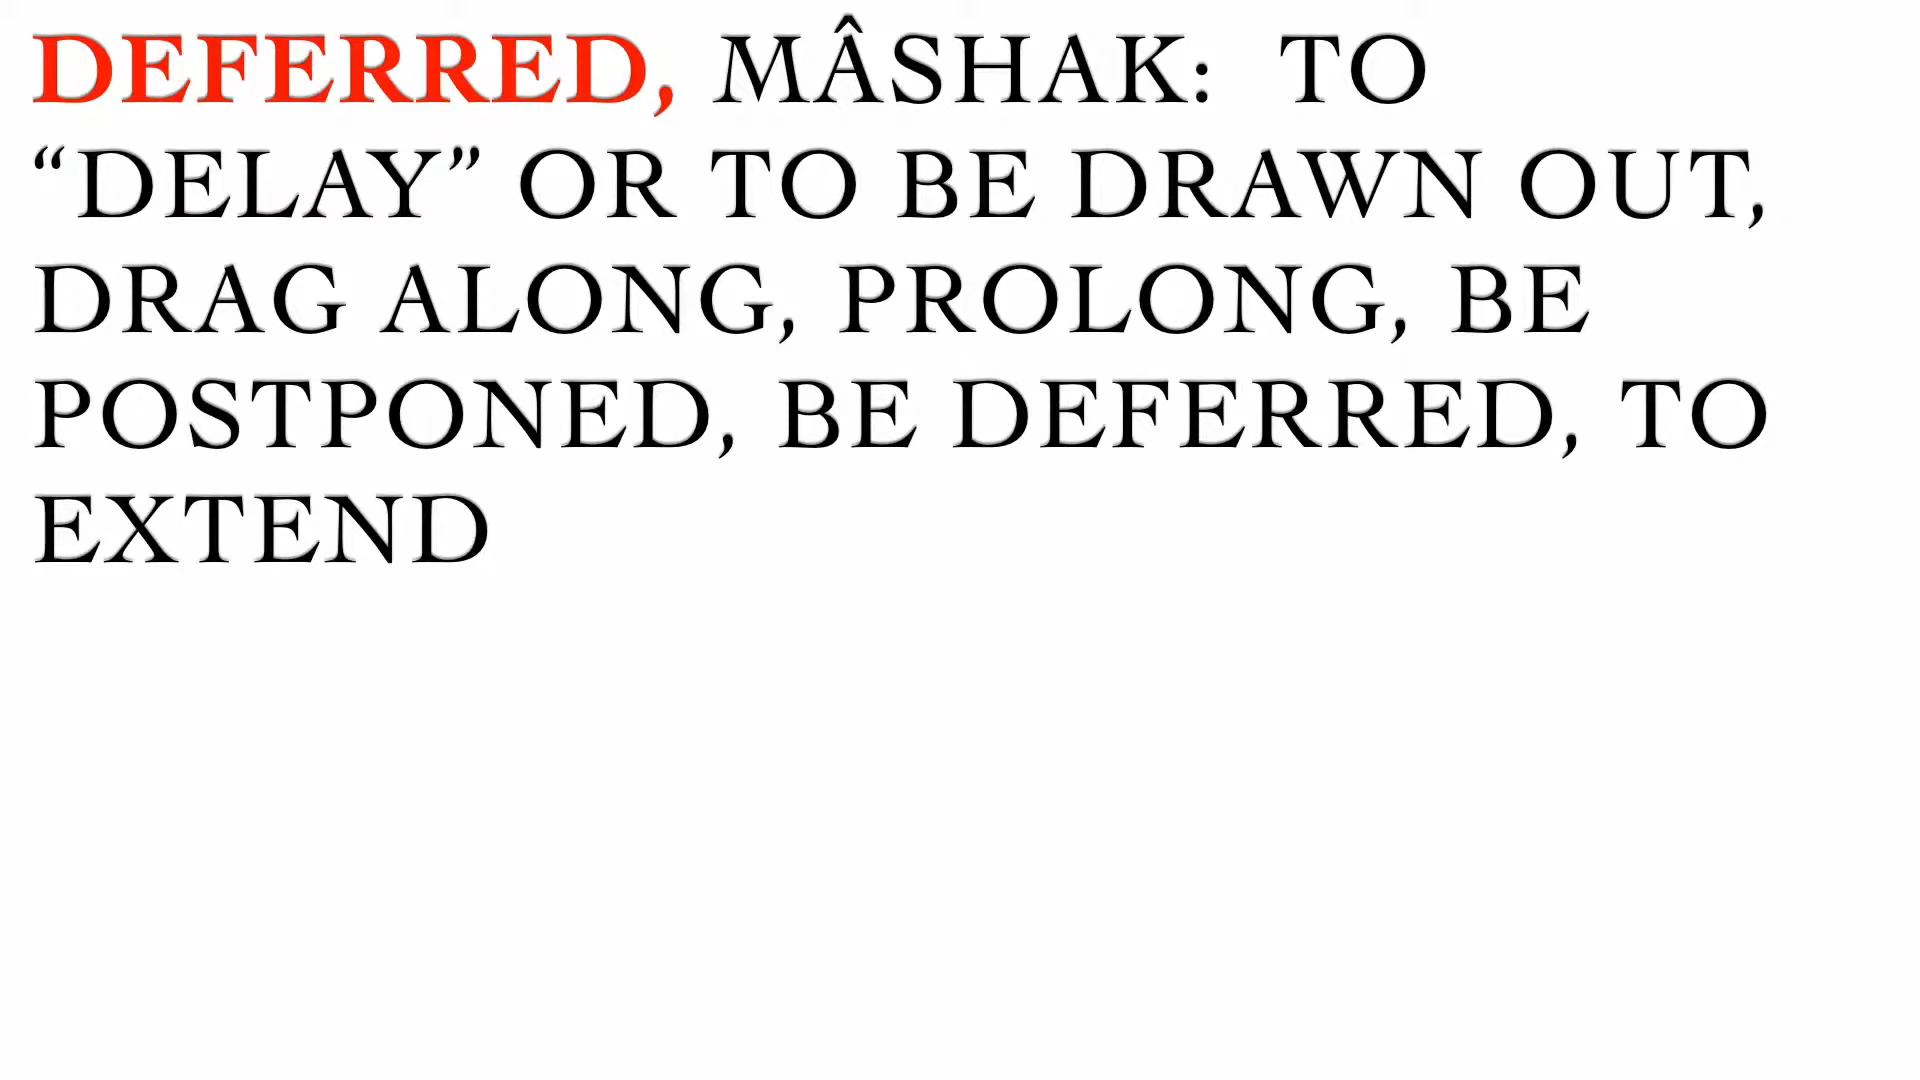 DEFERRED, MÂSHAK:  TO
“DELAY” OR TO BE DRAWN OUT,
DRAG ALONG, PROLONG, BE
POSTPONED, BE DEFERRED, TO
EXTEND